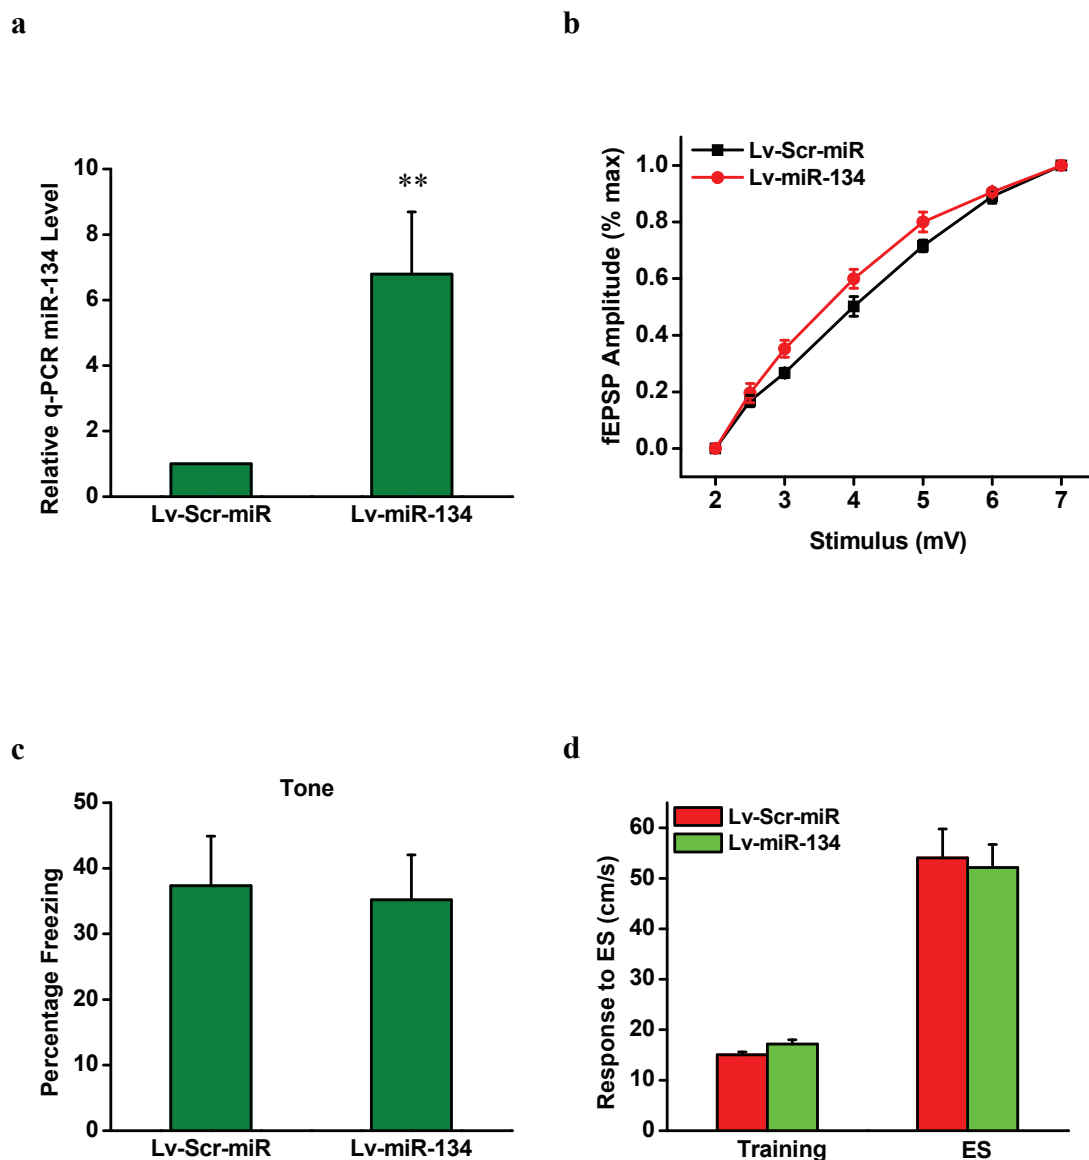 a
Relative q-PCR miR-134 Level
10
8
6
4
2
0
**
Lv-Scr-miR
Lv-miR-134
b
fEPSP Amplitude (% max)
1.0
0.8
0.6
0.4
0.2
0.0
Lv-Scr-miR
Lv-miR-134
2
3
4
5
6
7
Stimulus (mV)
c
Tone
Percentage Freezing
50
40
30
20
10
0
Lv-Scr-miR
Lv-miR-134
d
Response to ES (cm/s)
60
50
40
30
20
10
0
Lv-Scr-miR
Lv-miR-134
Training
ES